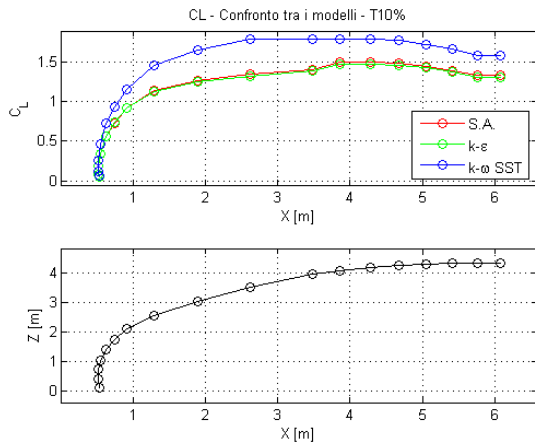 CL - Confronto tra i modelli - T10%
C_L
1.5
1
0.5
0
S.A.
k-ε
k-ω SST
1 2 3 4 5 6
X [m]
Z [m]
4
3
2
1
0
1 2 3 4 5 6
X [m]